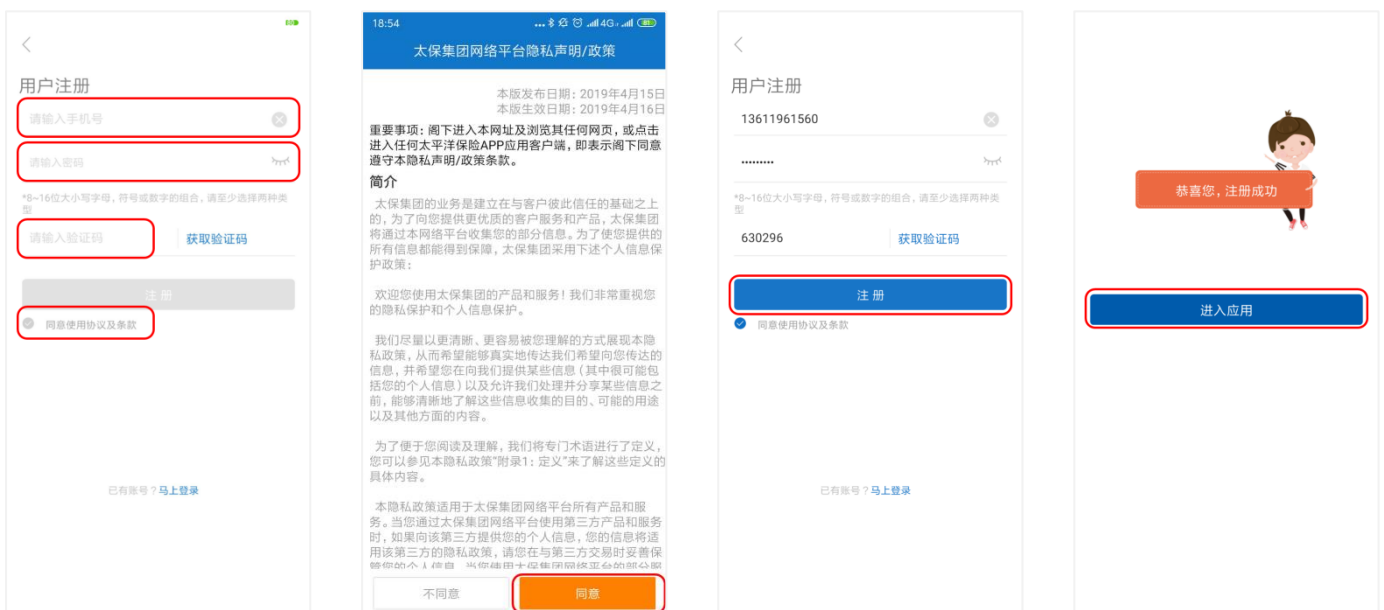 用户注册
请输入手机号
请输入密码
*8~16位大小写字母，符号或数字的组合，请至少选择两种类
型
请输入验证码
获取验证码
注 册
同意使用协议及条款
已有账号？马上登录
18:54
4G
太保集团网络平台隐私声明/政策
本版发布日期：2019年4月15日
本版生效日期：2019年4月16日
重要事项：阁下进入本网址及浏览其任何网页，或点击
进入任何太平洋保险APP应用客户端，即表示阁下同意
遵守本隐私声明/政策条款。
简介
太保集团的业务是建立在与客户彼此信任的基础之上
的，为了向您提供更优质的客户服务和产品，太保集团
将通过本网络平台收集您的部分信息。为了使您提供的
所有信息都能得到保障，太保集团采用下述个人信息保
护政策：
欢迎您使用太保集团的产品和服务！我们非常重视您
的隐私保护和个人信息保护。
我们尽量以更清晰、更容易被您理解的方式展现本隐
私政策，从而希望能够真实地传达我们希望向您传达的
信息，并希望您在向我们提供某些信息（其中很可能包
括您的个人信息）以及允许我们处理并分享某些信息之
前，能够清晰地了解这些信息收集的目的、可能的用途
以及其他方面的内容。
为了便于您阅读及理解，我们将专门术语进行了定义，
您可以参见本隐私政策“附录1：定义”来了解这些定义的
具体内容。
本隐私政策适用于太保集团网络平台所有产品和服
务。当您通过太保集团网络平台使用第三方产品和服务
时，如果向该第三方提供您的个人信息，您的信息将适
用该第三方的隐私政策，请您在与第三方交易时妥善保
管您的个人信息。当您使用太保集团网络平台的部分服
不同意
同意
用户注册
13611961560
•••••••••
*8~16位大小写字母，符号或数字的组合，请至少选择两种类
型
630296
获取验证码
注 册
同意使用协议及条款
已有账号？马上登录
恭喜您，注册成功
进入应用